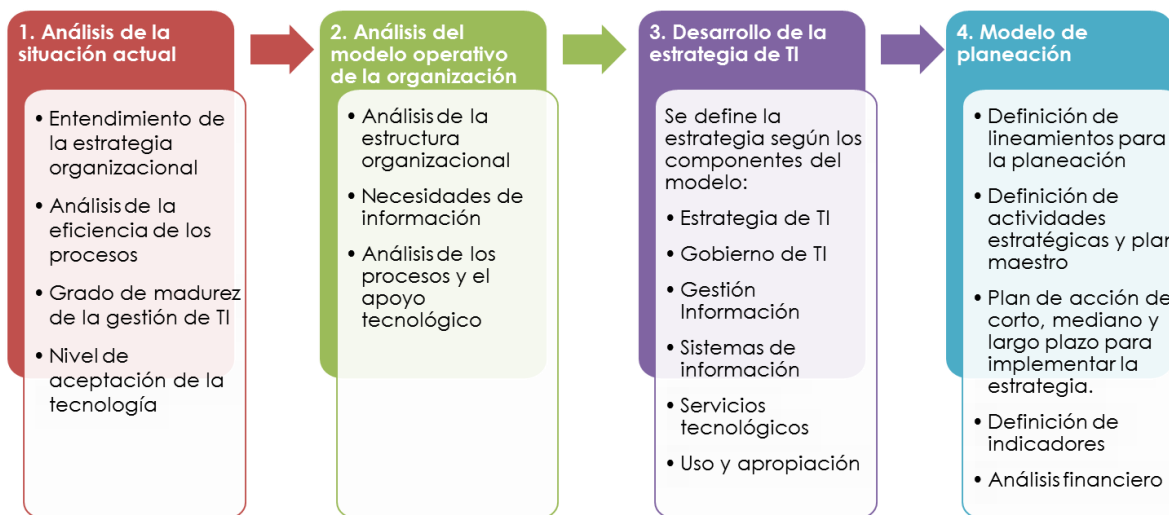 1. Análisis de la
situación actual
• Entendimiento de
la estrategia
organizacional
• Análisis de la
eficiencia de los
procesos
• Grado de madurez
de la gestión de TI
• Nivel de
aceptación de la
tecnología
2. Análisis del
modelo operativo
de la organización
• Análisis de la
estructura
organizacional
• Necesidades de
información
• Análisis de los
procesos y el
apoyo
tecnológico
3. Desarrollo de la
estrategia de TI
Se define la
estrategia según los
componentes del
modelo:
• Estrategia de TI
• Gobierno de TI
• Gestión
Información
• Sistemas de
información
• Servicios
tecnológicos
• Uso y apropiación
4. Modelo de
planeación
• Definición de
lineamientos para
la planeación
• Definición de
actividades
estratégicas y plan
maestro
• Plan de acción de
corto, mediano y
largo plazo para
implementar la
estrategia.
• Definición de
indicadores
• Análisis financiero